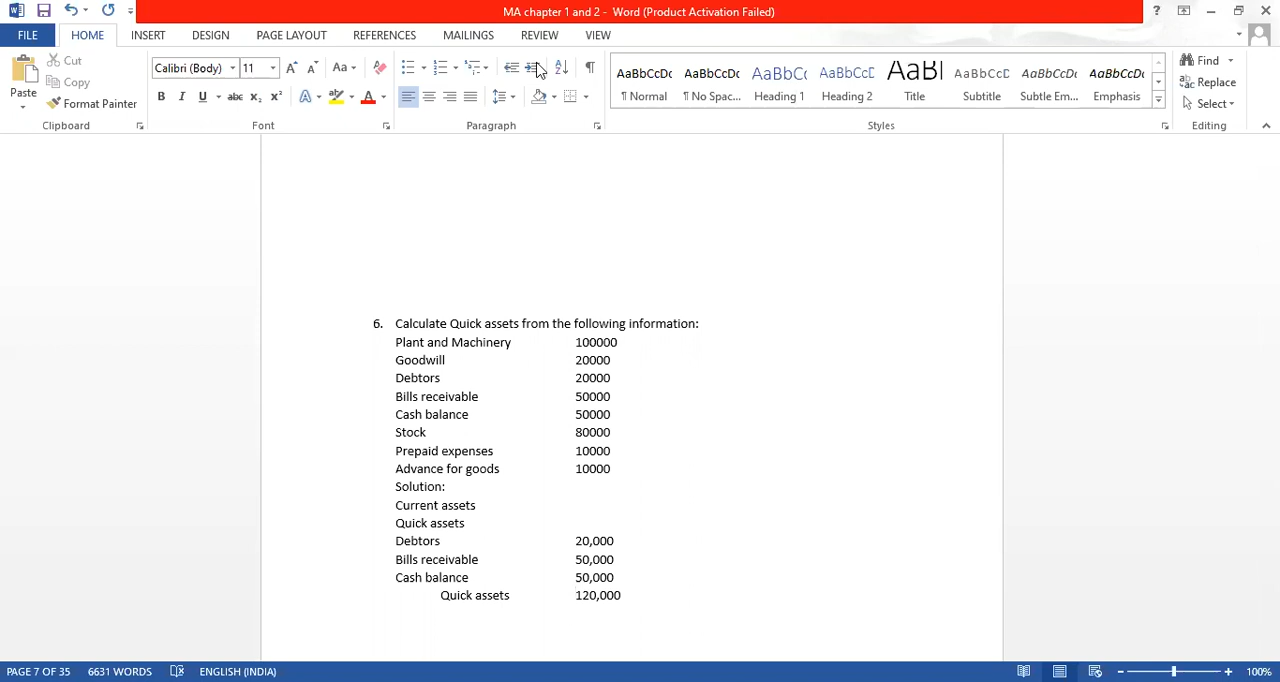 MA chapter 1 and 2 - Word (Product Activation Failed)
?
FILE HOME INSERT DESIGN PAGE LAYOUT REFERENCES MAILINGS REVIEW VIEW
Paste
Cut
Copy
Format Painter
Clipboard
Calibri (Body) 11
Font
Paragraph
AaBbCcDc AaBbCcDc AaBbC AaBbCcD AaBl AaBbCcD AaBbCcDc AaBbCcDc
¶ Normal ¶ No Spac... Heading 1 Heading 2 Title Subtitle Subtle Em... Emphasis
Styles
Find
Replace
Select
Editing
6. Calculate Quick assets from the following information:
Plant and Machinery 100000
Goodwill 20000
Debtors 20000
Bills receivable 50000
Cash balance 50000
Stock 80000
Prepaid expenses 10000
Advance for goods 10000
Solution:
Current assets
Quick assets
Debtors 20,000
Bills receivable 50,000
Cash balance 50,000
Quick assets 120,000
PAGE 7 OF 35 6631 WORDS ENGLISH (INDIA) 100%